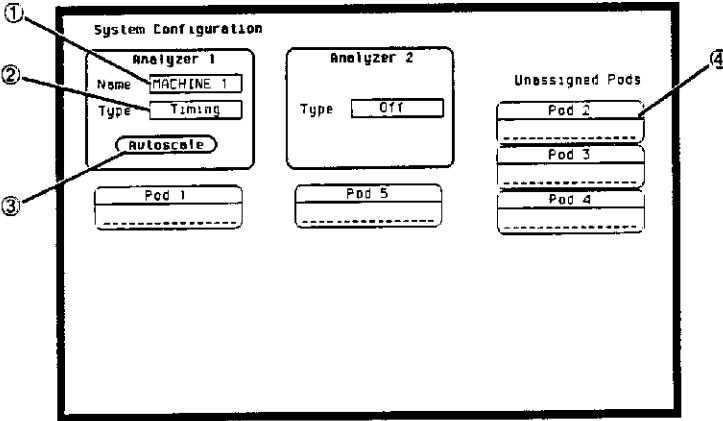 ①
System Configuration
Analyzer 1
Name MACHINE 1
② Type Timing
Autoscale
③
Pod 1
Analyzer 2
Type Off
Pod 5
Unassigned Pods
④
Pod 2
Pod 3
Pod 4